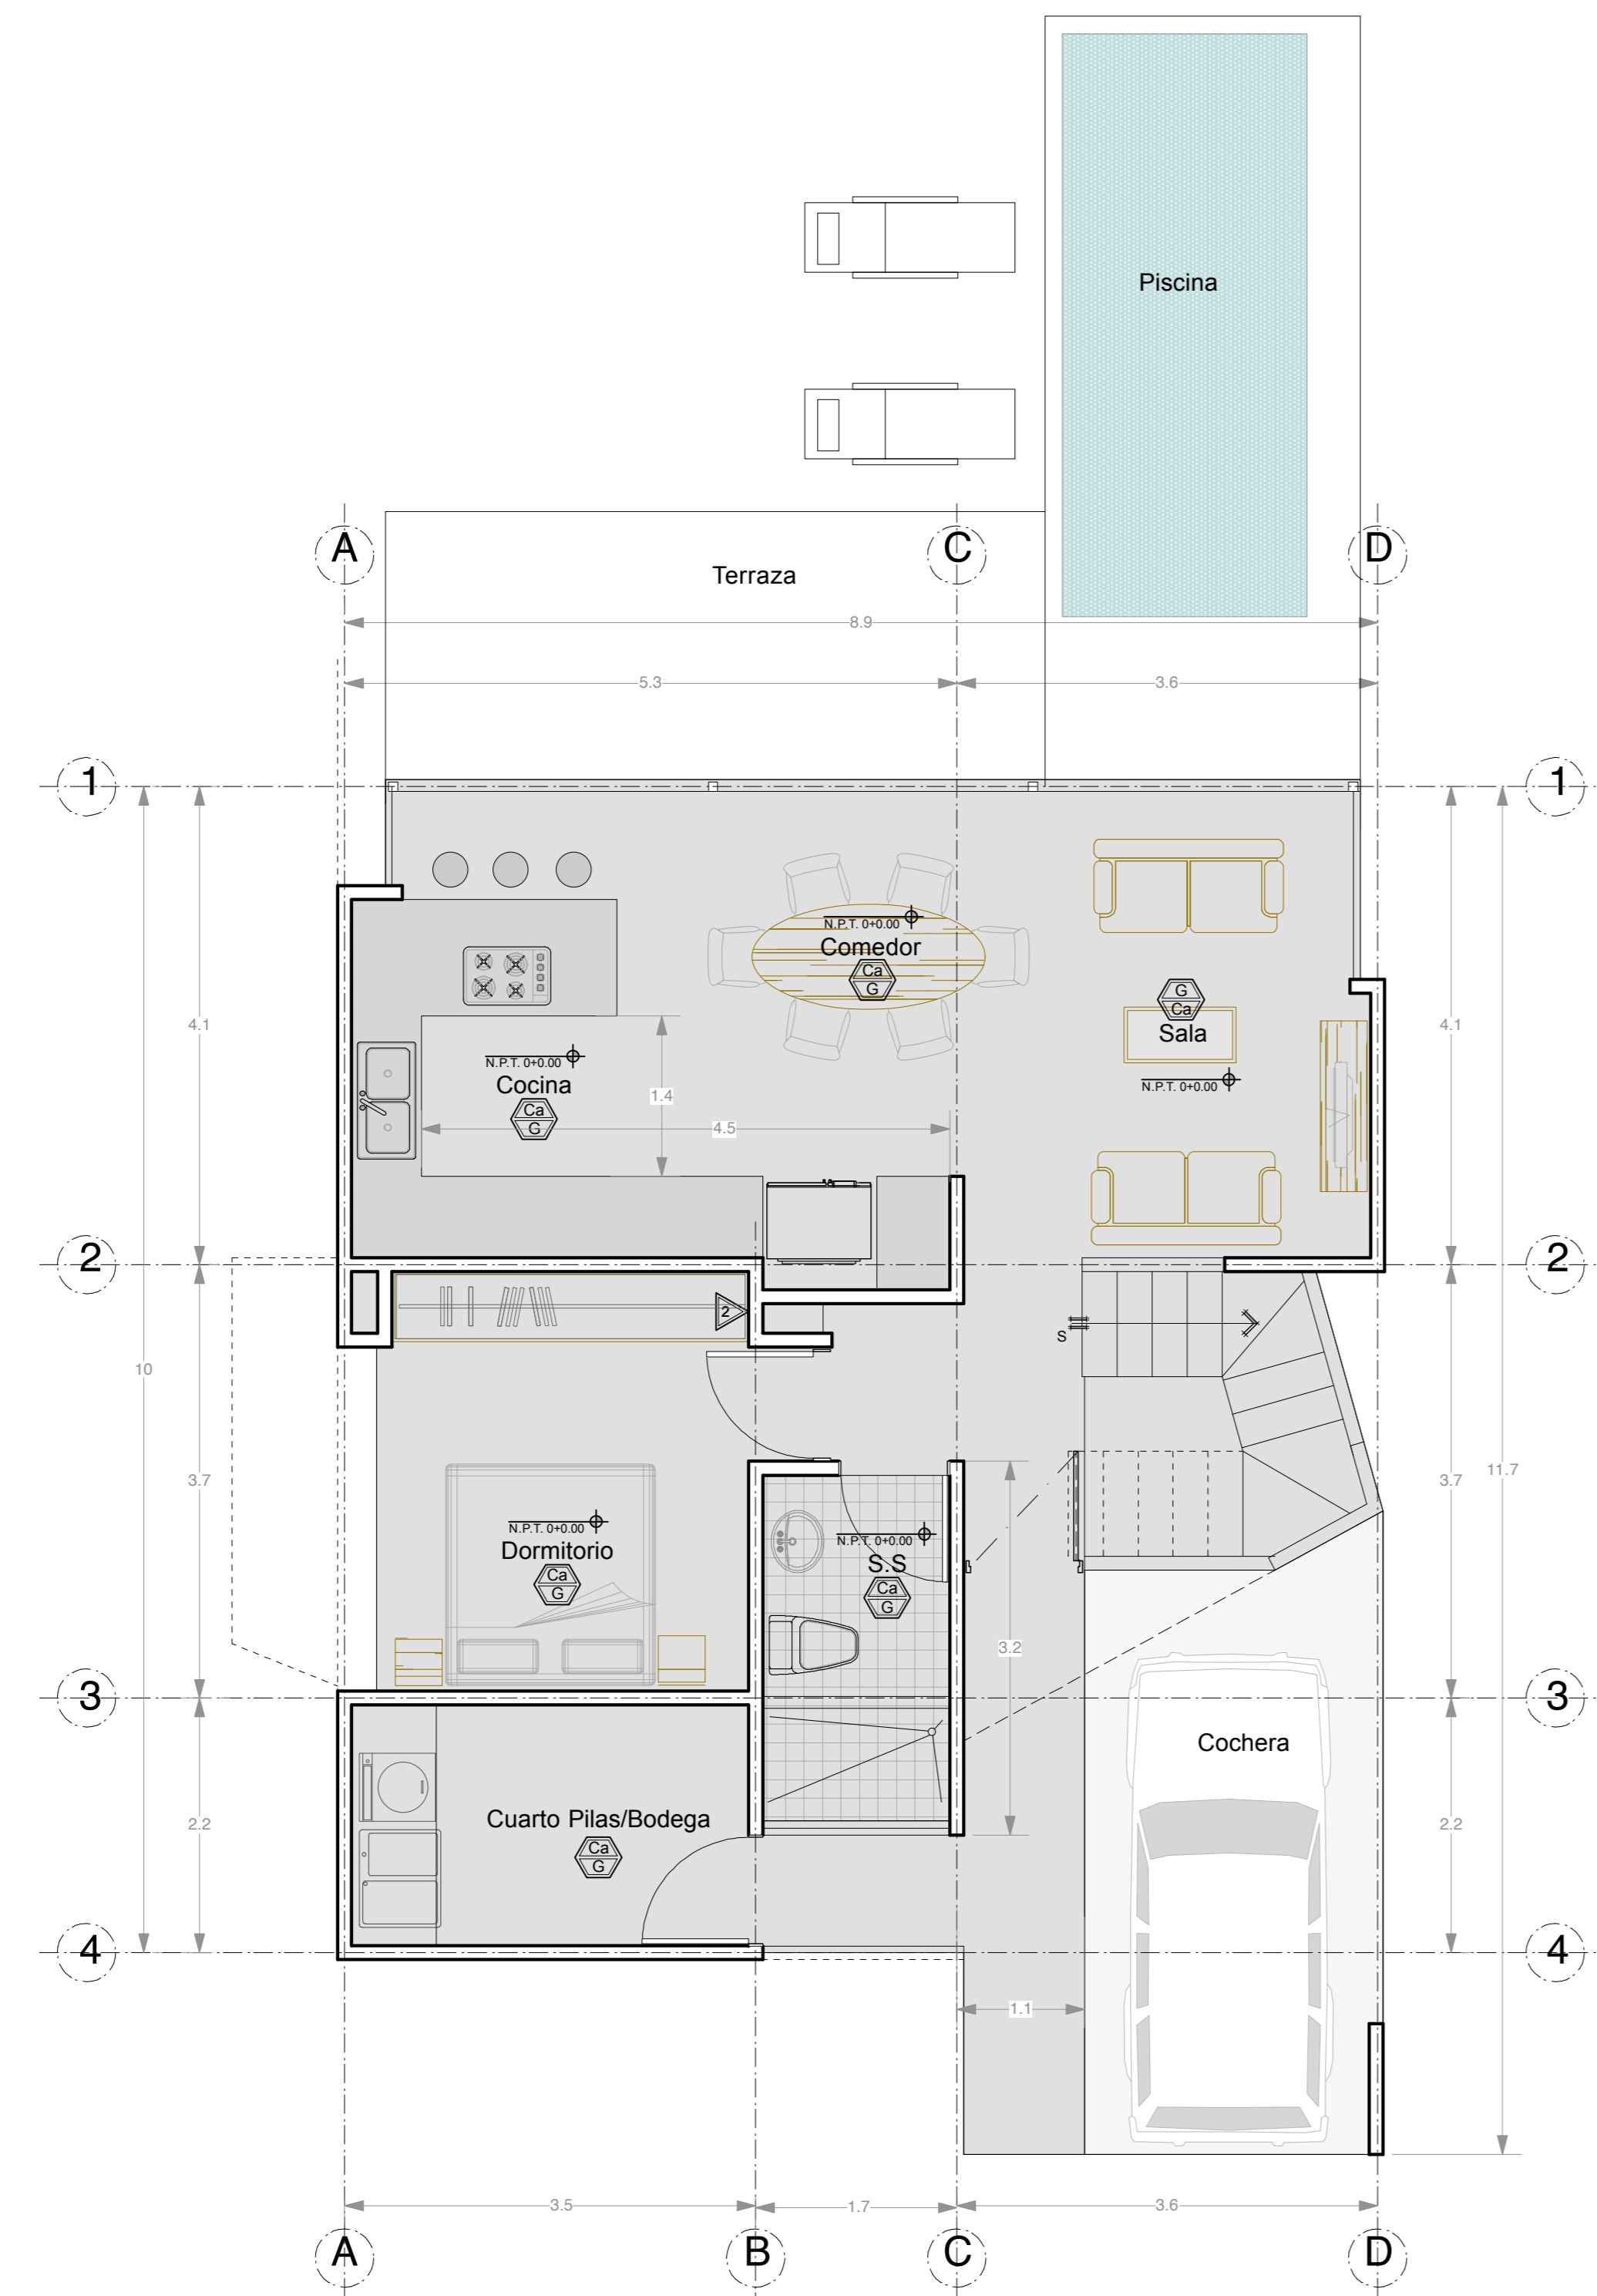 Piscina
A
C
D
Terraza
8.9
5.3
3.6
1
1
N.P.T. 0+0.00
Comedor
Ca
G
G
Ca
Sala
N.P.T. 0+0.00
4.1
4.1
N.P.T. 0+0.00
Cocina
Ca
G
1.4
4.5
2
2
2
S
10
3.7
3.7
11.7
N.P.T. 0+0.00
Dormitorio
Ca
G
N.P.T. 0+0.00
S.S
Ca
G
3.2
3
3
Cochera
2.2
2.2
Cuarto Pilas/Bodega
Ca
G
4
4
1.1
3.5
1.7
3.6
A
B
C
D